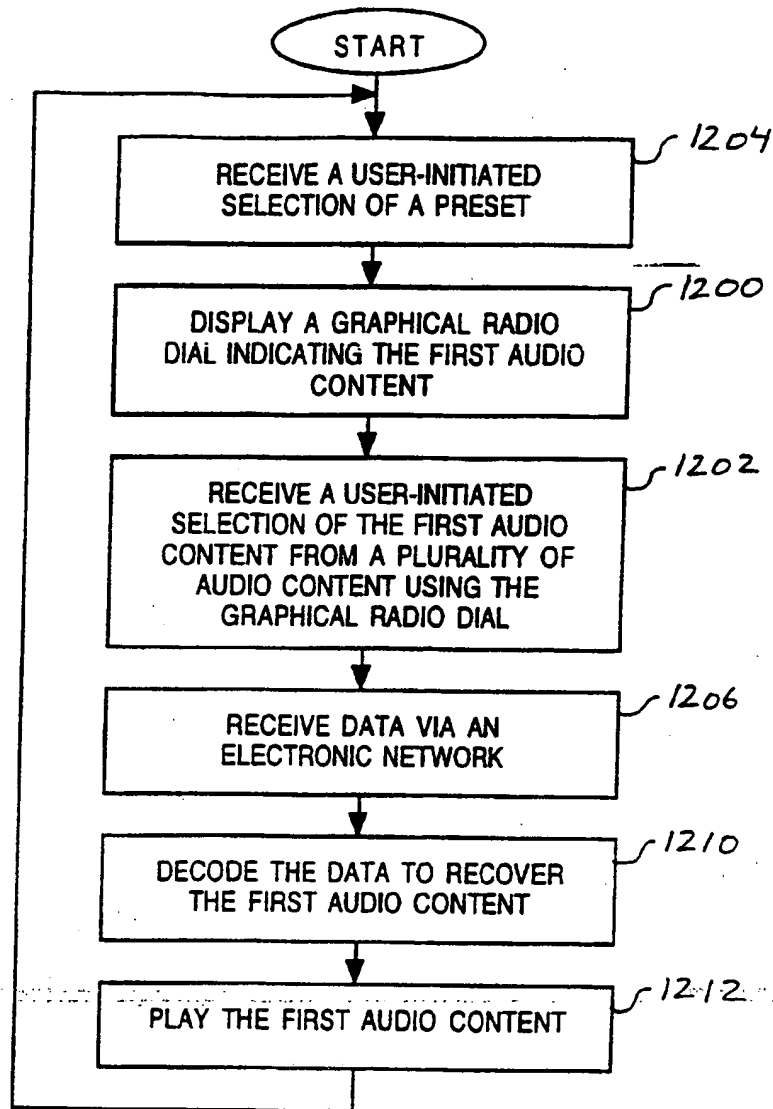 START
1204
RECEIVE A USER-INITIATED
SELECTION OF A PRESET
1200
DISPLAY A GRAPHICAL RADIO
DIAL INDICATING THE FIRST AUDIO
CONTENT
1202
RECEIVE A USER-INITIATED
SELECTION OF THE FIRST AUDIO
CONTENT FROM A PLURALITY OF
AUDIO CONTENT USING THE
GRAPHICAL RADIO DIAL
1206
RECEIVE DATA VIA AN
ELECTRONIC NETWORK
1210
DECODE THE DATA TO RECOVER
THE FIRST AUDIO CONTENT
1212
PLAY THE FIRST AUDIO CONTENT